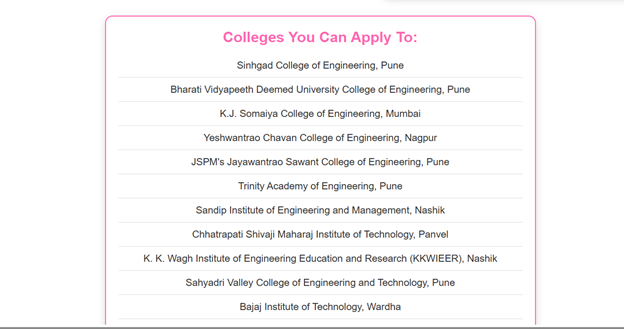 Colleges You Can Apply To:
Sinhgad College of Engineering, Pune
Bharati Vidyapeeth Deemed University College of Engineering, Pune
K.J. Somaiya College of Engineering, Mumbai
Yeshwantrao Chavan College of Engineering, Nagpur
JSPM's Jayawantrao Sawant College of Engineering, Pune
Trinity Academy of Engineering, Pune
Sandip Institute of Engineering and Management, Nashik
Chhatrapati Shivaji Maharaj Institute of Technology, Panvel
K. K. Wagh Institute of Engineering Education and Research (KKWIEER), Nashik
Sahyadri Valley College of Engineering and Technology, Pune
Bajaj Institute of Technology, Wardha